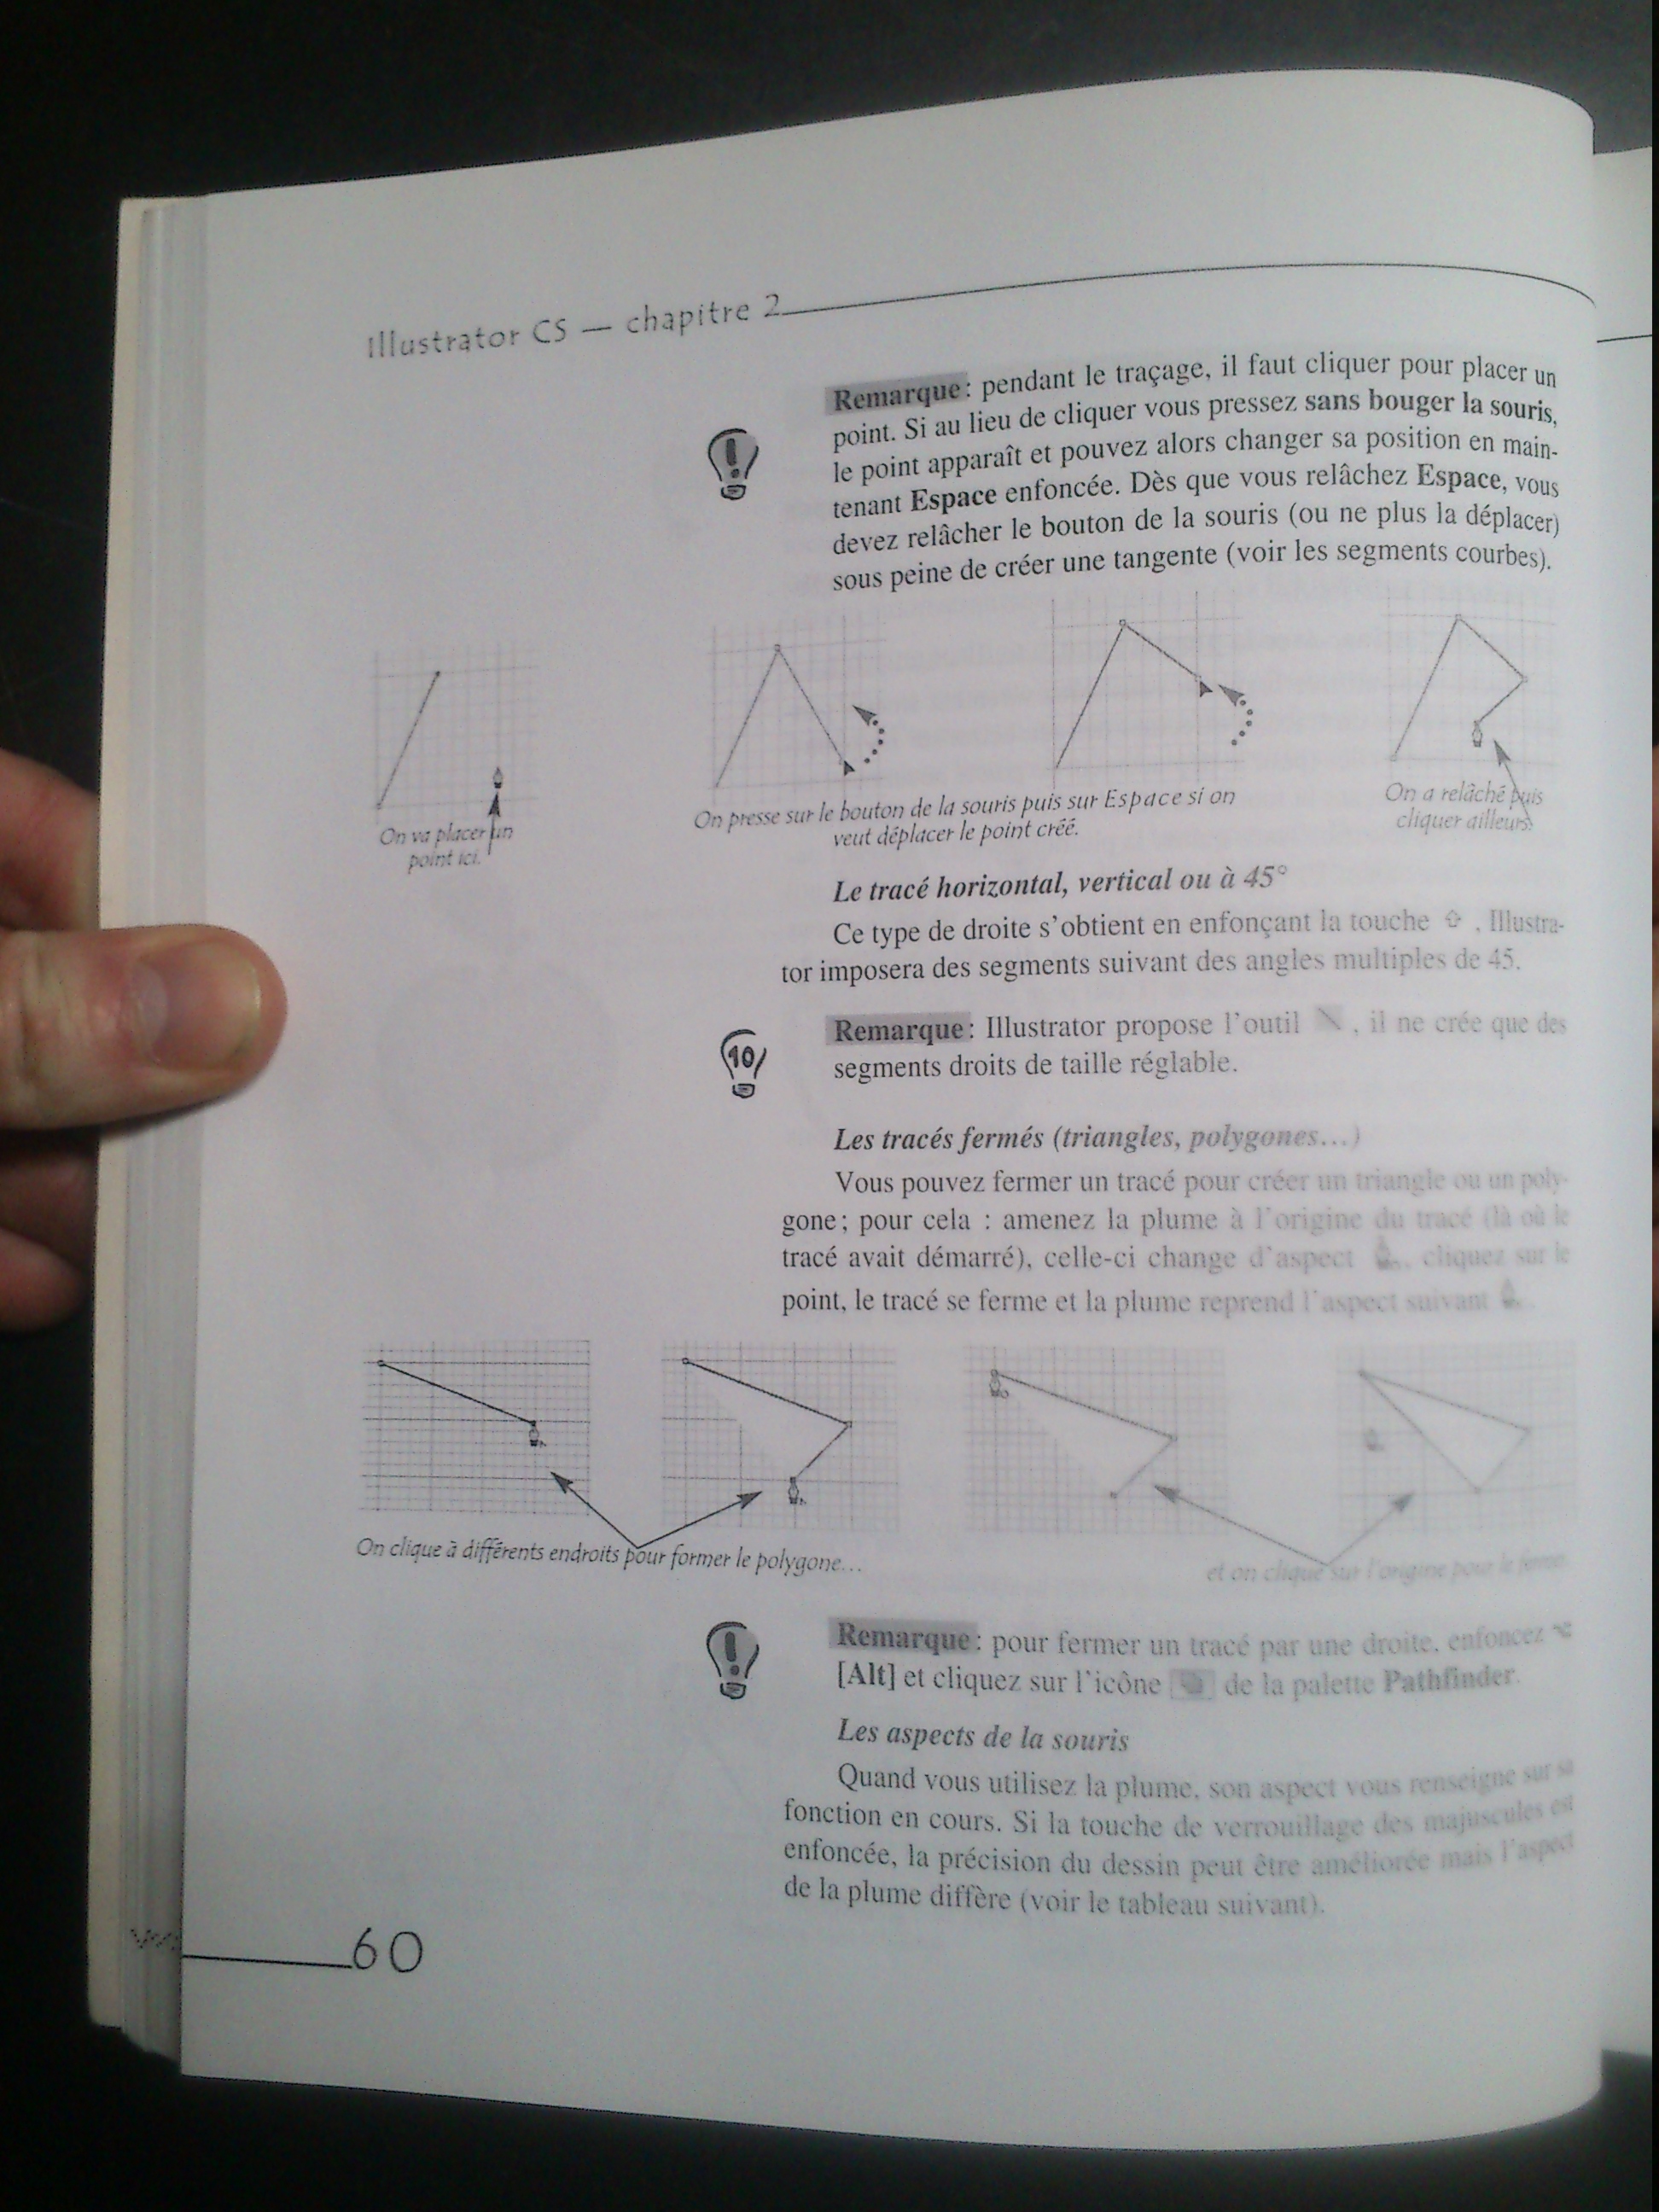 Illustrator CS — chapitre 2
Remarque : pendant le traçage, il faut cliquer pour placer un
point. Si au lieu de cliquer vous pressez sans bouger la souris,
le point apparaît et pouvez alors changer sa position en main-
tenant Espace enfoncée. Dès que vous relâchez Espace, vous
devez relâcher le bouton de la souris (ou ne plus la déplacer)
sous peine de créer une tangente (voir les segments courbes).
On va placer un
point ici.
On presse sur le bouton de la souris puis sur Espace si on
veut déplacer le point créé.
On a relâché puis
cliquer ailleurs.
Le tracé horizontal, vertical ou à 45°
Ce type de droite s'obtient en enfonçant la touche ⇧ . Illustra-
tor imposera des segments suivant des angles multiples de 45.
10
Remarque : Illustrator propose l'outil , il ne crée que des
segments droits de taille réglable.
Les tracés fermés (triangles, polygones…)
Vous pouvez fermer un tracé pour créer un triangle ou un poly-
gone ; pour cela : amenez la plume à l'origine du tracé (là où le
tracé avait démarré), celle-ci change d'aspect , cliquez sur le
point, le tracé se ferme et la plume reprend l'aspect suivant .
On clique à différents endroits pour former le polygone…
et on clique sur l'origine pour le fermer
Remarque : pour fermer un tracé par une droite, enfoncez ⌥
[Alt] et cliquez sur l'icône de la palette Pathfinder.
Les aspects de la souris
Quand vous utilisez la plume, son aspect vous renseigne sur sa
fonction en cours. Si la touche de verrouillage des majuscules est
enfoncée, la précision du dessin peut être améliorée mais l'aspect
de la plume diffère (voir le tableau suivant).
60